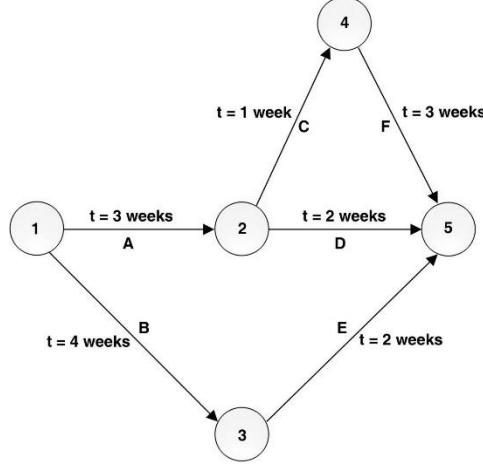 4
t = 1 week
C
F
t = 3 weeks
t = 3 weeks
t = 2 weeks
1
2
5
A
D
B
E
t = 4 weeks
t = 2 weeks
3